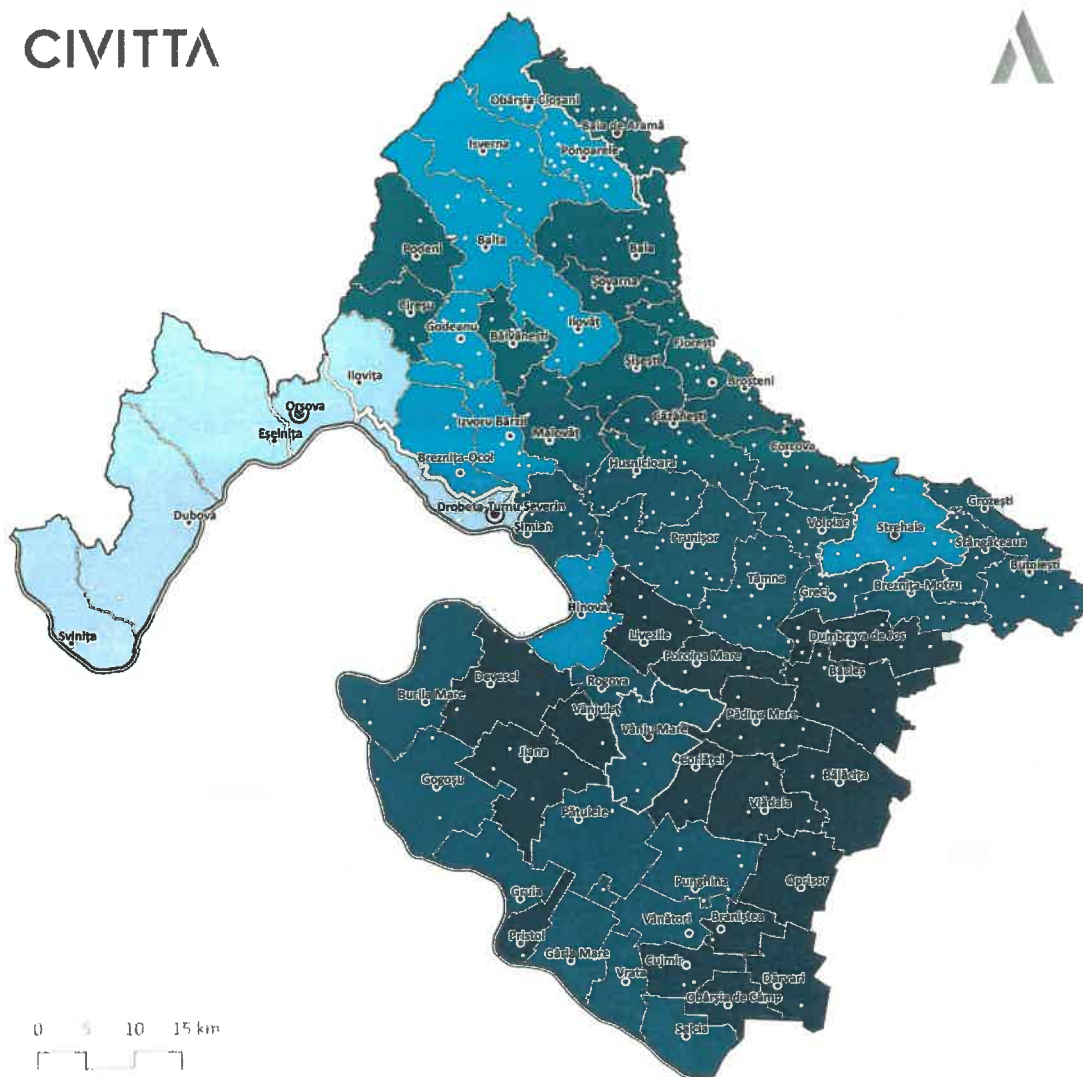 CIVITTA
Obârșia-Cloșani
Baia de Aramă
Isverna
Ponoarele
Balta
Podeni
Bala
Șovarna
Cireșu
Godeanu
Bâlvănești
Ilovăț
Florești
Șișești
Ilovița
Broșteni
Orșova
Eșelnița
Căzănești
Izvoru Bârzii
Malovăț
Corcova
Breznița-Ocol
Husnicioara
Grozești
Drobeta-Turnu Severin
Dubova
Șimian
Voloiac
Strehaia
Prunișor
Stângăceaua
Butoiești
Tâmna
Greci
Breznița-Motru
Hinova
Svinița
Livezile
Dumbrava de Jos
Poroina Mare
Bâcleș
Devesel
Rogova
Burila Mare
Vânjuleț
Pădina Mare
Vânju Mare
Jiana
Corlățel
Bălăcița
Gogoșu
Vlădaia
Pătulele
Gruia
Punghina
Oprișor
Vânători
Braniștea
Pristol
Gârla Mare
Cujmir
Vrata
Dârvari
Obârșia de Câmp
Salcia
0 5 10 15 km